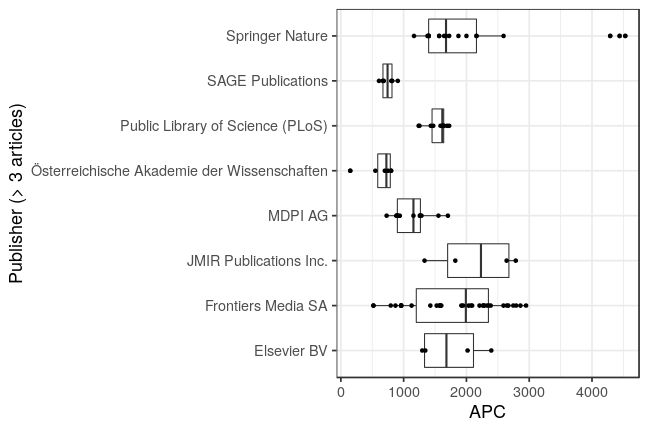 Publisher (> 3 articles)
Springer Nature
SAGE Publications
Public Library of Science (PLoS)
Österreichische Akademie der Wissenschaften
MDPI AG
JMIR Publications Inc.
Frontiers Media SA
Elsevier BV
0 1000 2000 3000 4000
APC